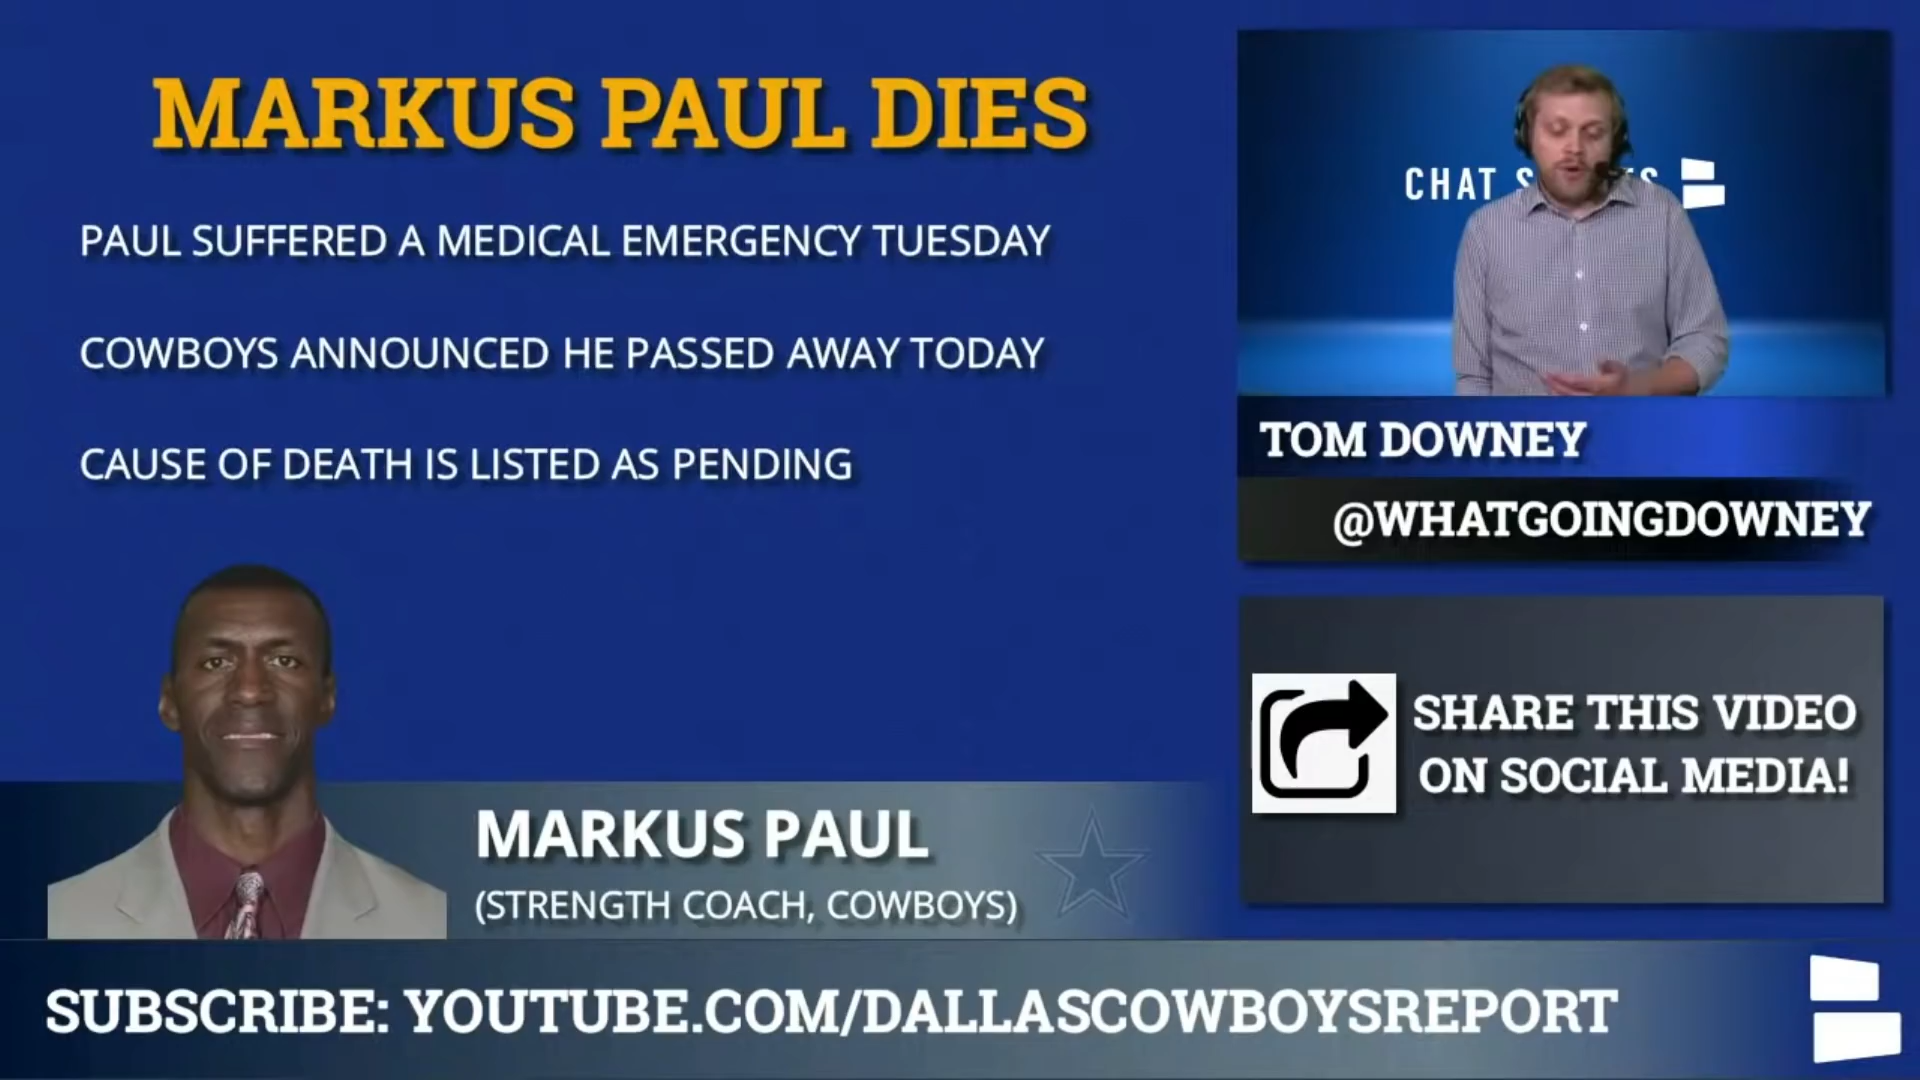 MARKUS PAUL DIES
PAUL SUFFERED A MEDICAL EMERGENCY TUESDAY
COWBOYS ANNOUNCED HE PASSED AWAY TODAY
CAUSE OF DEATH IS LISTED AS PENDING
MARKUS PAUL
(STRENGTH COACH, COWBOYS)
CHAT
TOM DOWNEY
@WHATGOINGDOWNEY
SHARE THIS VIDEO
ON SOCIAL MEDIA!
SUBSCRIBE: YOUTUBE.COM/DALLASCOWBOYSREPORT